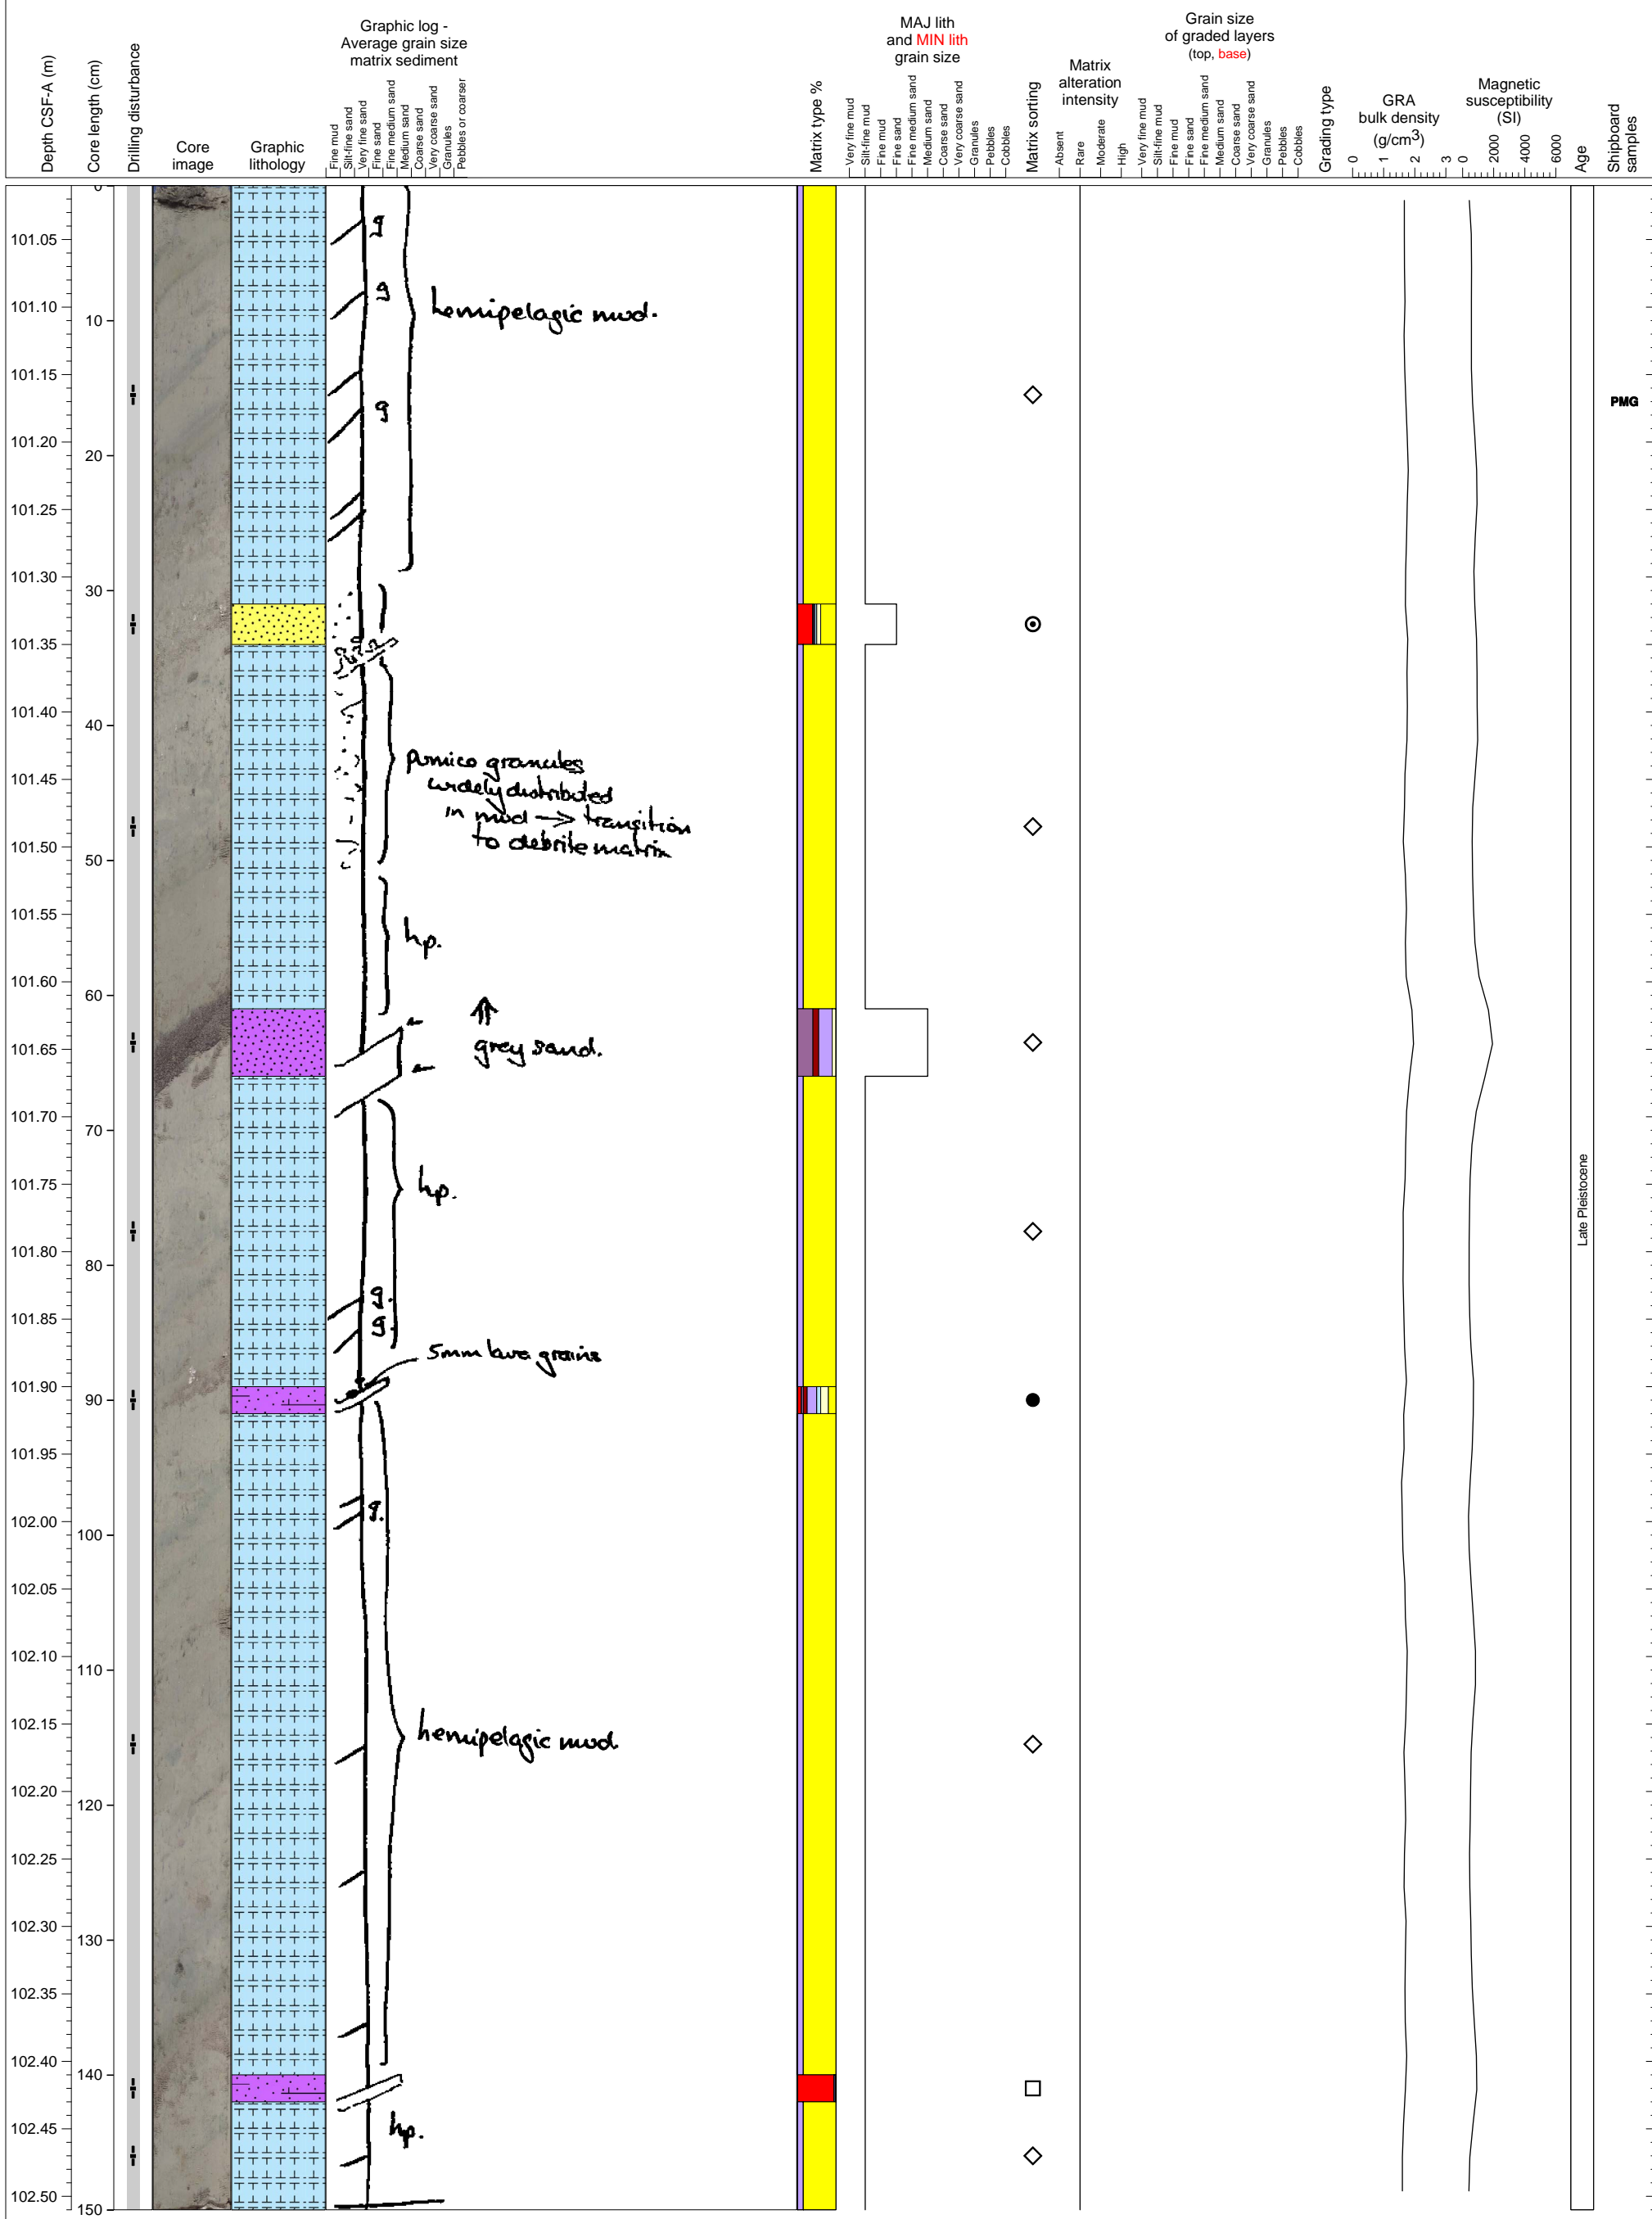 Depth CSF-A (m)
Core length (cm)
Drilling disturbance
Core
image
Graphic
lithology
Graphic log -
Average grain size
matrix sediment
Fine mud
Silt-fine sand
Very fine sand
Fine sand
Fine medium sand
Medium sand
Coarse sand
Very coarse sand
Granules
Pebbles or coarser
Matrix type %
MAJ lith
and MIN lith
grain size
Very fine mud
Silt-fine mud
Fine mud
Fine sand
Fine medium sand
Medium sand
Coarse sand
Very coarse sand
Granules
Pebbles
Cobbles
Matrix sorting
Matrix
alteration
intensity
Absent
Rare
Moderate
High
Grain size
of graded layers
(top, base)
Very fine mud
Silt-fine mud
Fine mud
Fine sand
Fine medium sand
Medium sand
Coarse sand
Very coarse sand
Granules
Pebbles
Cobbles
Grading type
GRA
bulk density
(g/cm3)
0 1 2 3
Magnetic
susceptibility
(SI)
0 2000 4000 6000
Age
Shipboard
samples
0
101.05
g
101.10
10
g
hemipelagic mud.
101.15
PMG
g
101.20
20
101.25
101.30
30
101.35
101.40
40
101.45
pumice granules
widely distributed
in mud → transition
to debrite matrix
101.50
50
101.55
hp.
101.60
60
101.65
grey sand.
101.70
70
101.75
hp.
Late Pleistocene
101.80
80
g.
101.85
g.
5mm lava grains
101.90
90
101.95
g.
102.00
100
102.05
102.10
110
102.15
hemipelagic mud
102.20
120
102.25
102.30
130
102.35
102.40
140
102.45
hp.
102.50
150